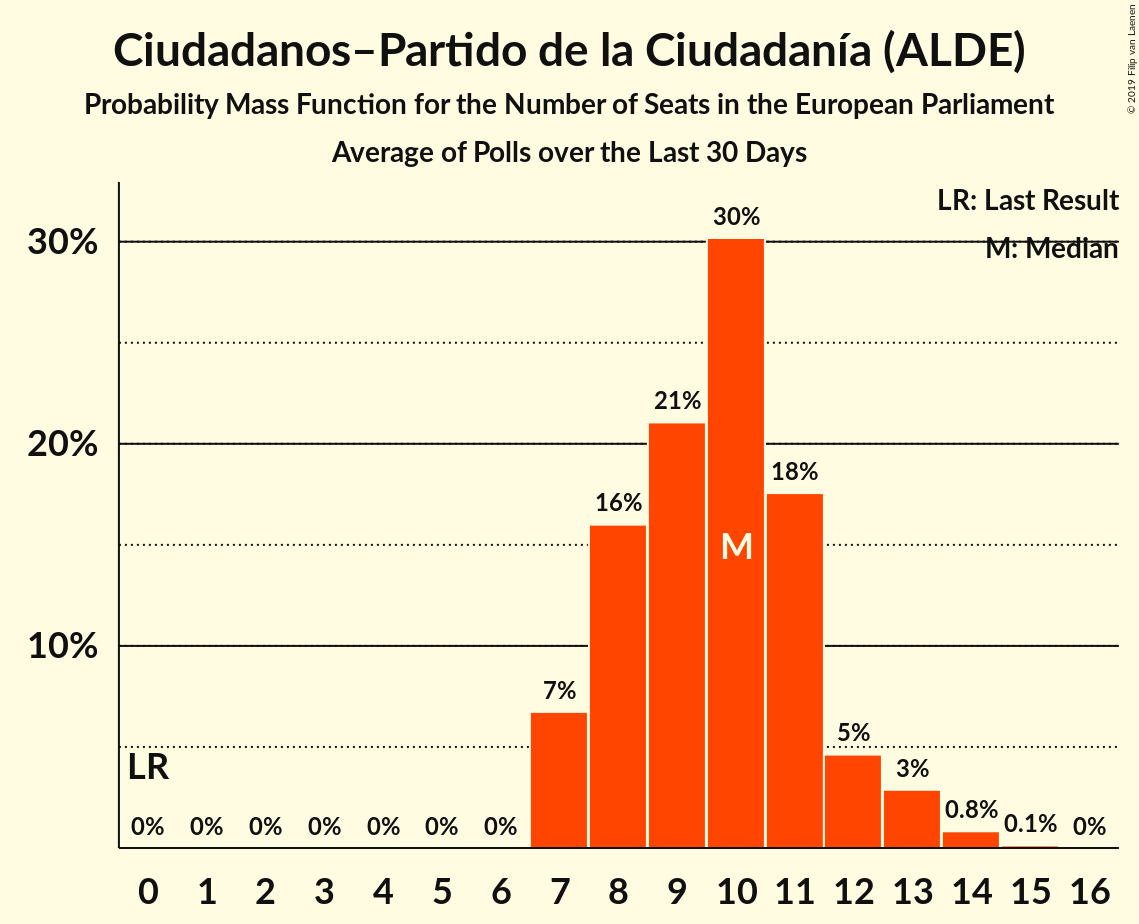 Ciudadanos–Partido de la Ciudadanía (ALDE)
Probability Mass Function for the Number of Seats in the European Parliament
Average of Polls over the Last 30 Days
© 2019 Filip van Laenen
LR: Last Result
M: Median
30%
20%
10%
30%
21%
18%
16%
M
7%
5%
3%
0.8%
0.1%
0%
LR
0% 0% 0% 0% 0% 0% 0%
0 1 2 3 4 5 6 7 8 9 10 11 12 13 14 15 16